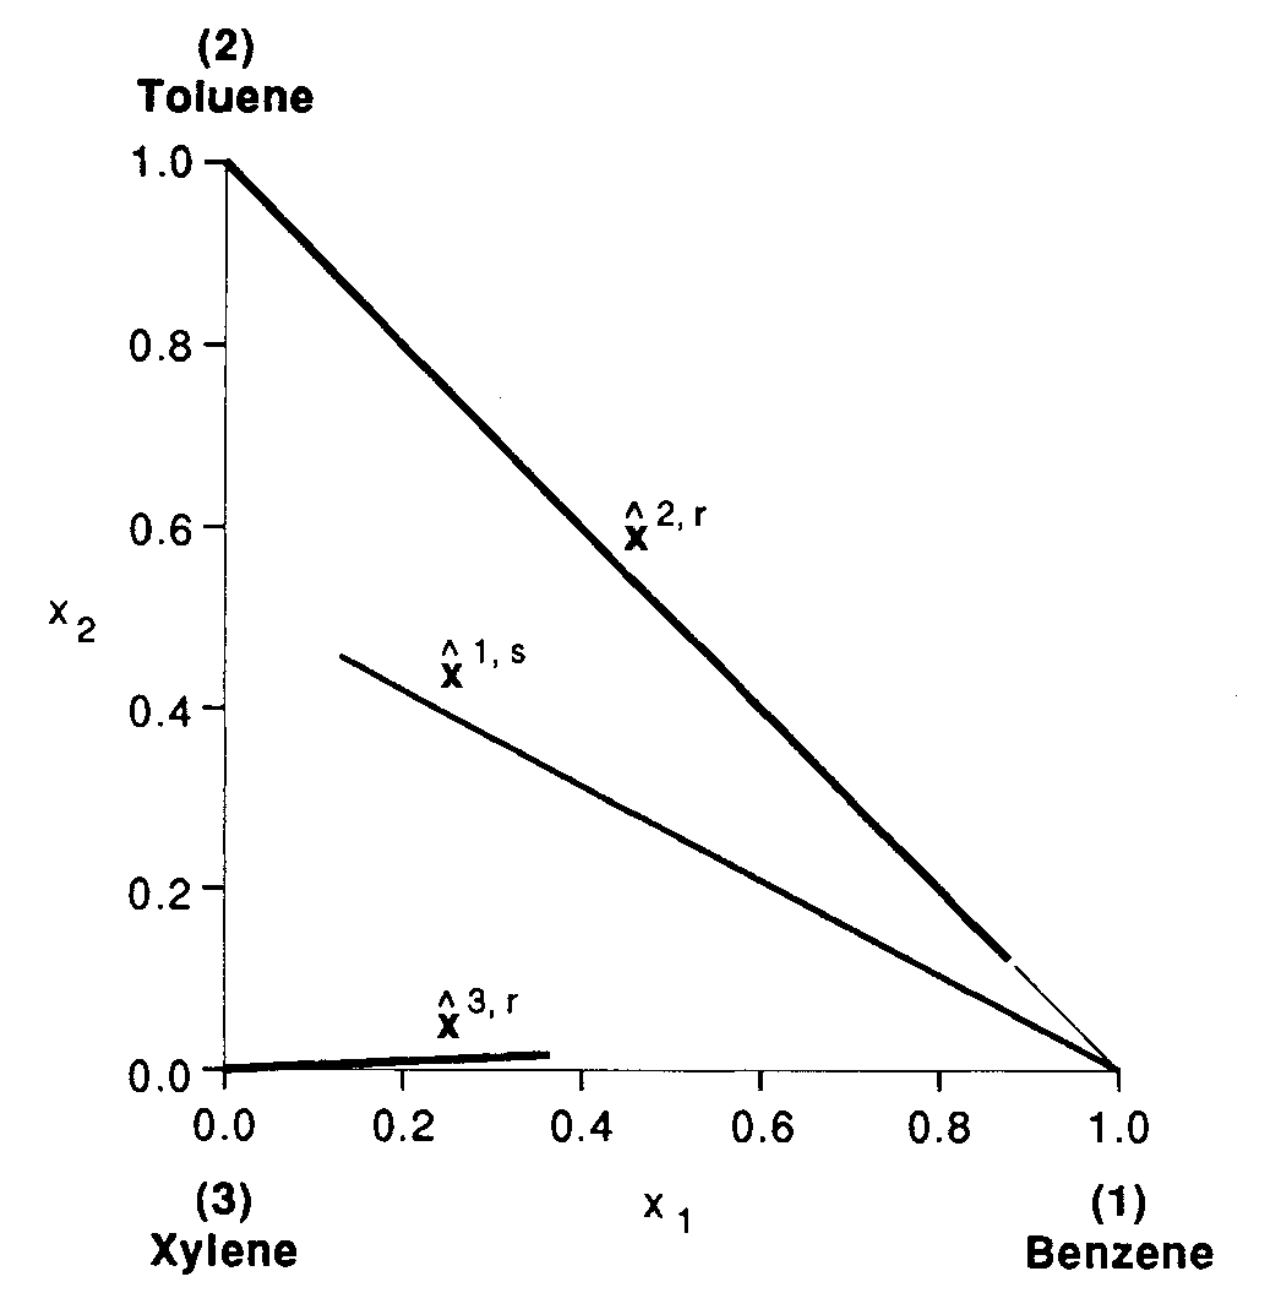 (2)
Toluene
1.0
0.8
x̂ 2, r
0.6
x 2
x̂ 1, s
0.4
0.2
x̂ 3, r
0.0
0.0 0.2 0.4 0.6 0.8 1.0
(3) x 1 (1)
Xylene Benzene